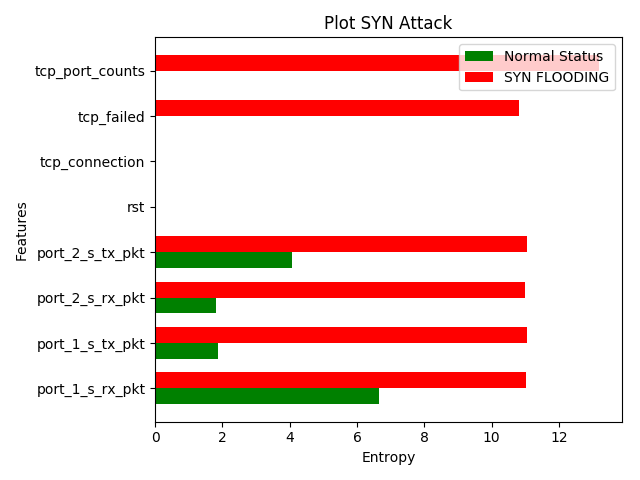 Plot SYN Attack
Normal Status
SYN FLOODING
Features
tcp_port_counts
tcp_failed
tcp_connection
rst
port_2_s_tx_pkt
port_2_s_rx_pkt
port_1_s_tx_pkt
port_1_s_rx_pkt
0 2 4 6 8 10 12
Entropy